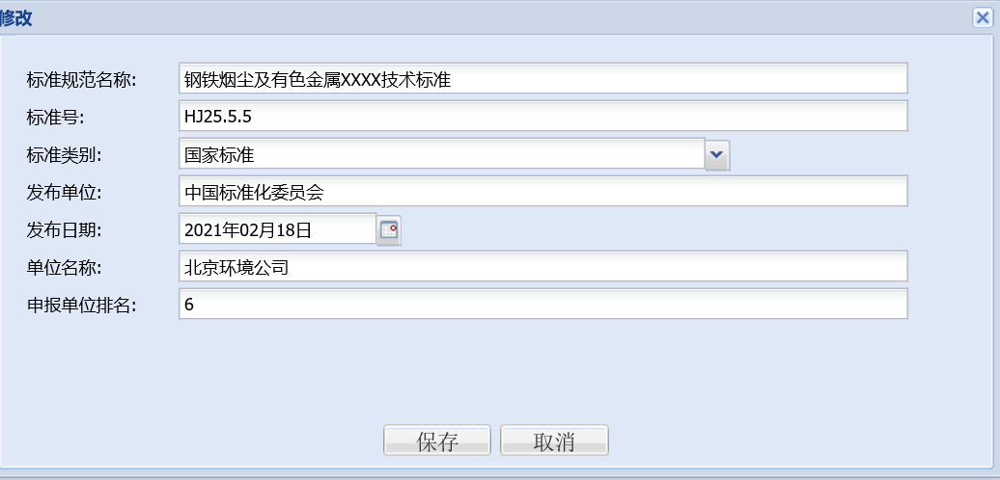 修改
标准规范名称: 钢铁烟尘及有色金属XXXX技术标准
标准号: HJ25.5.5
标准类别: 国家标准
发布单位: 中国标准化委员会
发布日期: 2021年02月18日
单位名称: 北京环境公司
申报单位排名: 6
保存 取消